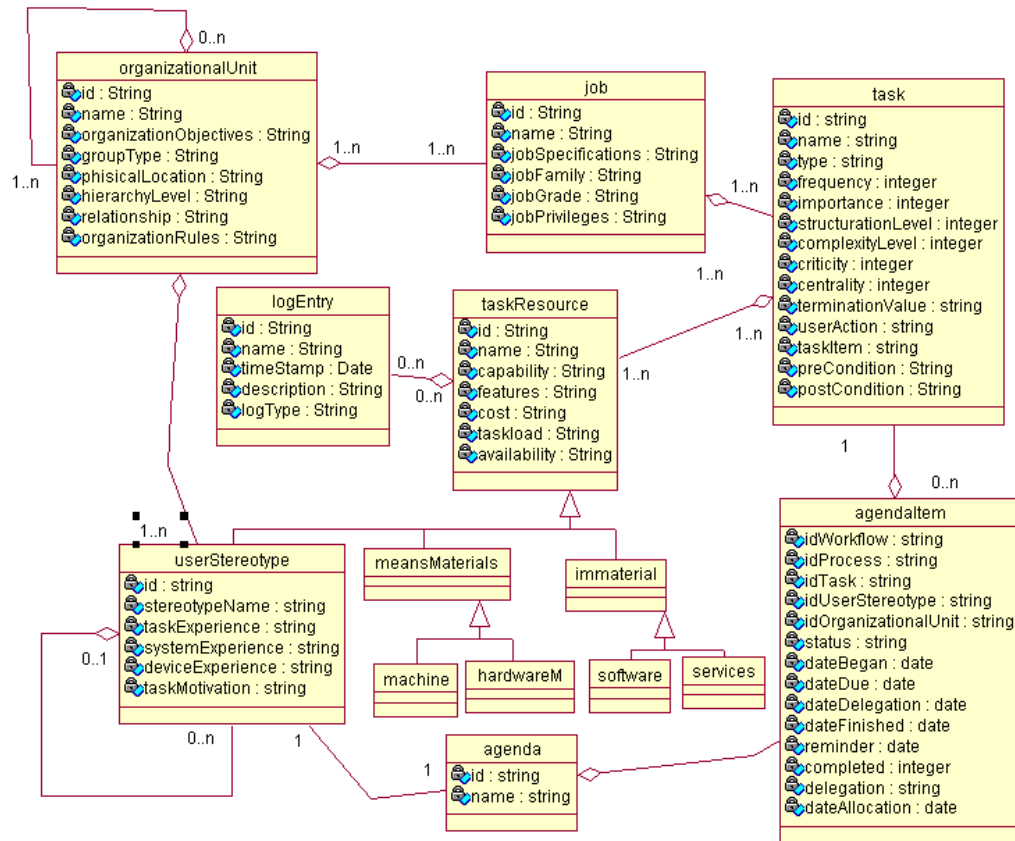 0..n
organizationalUnit
id : String
name : String
organizationObjectives : String
groupType : String
phisicalLocation : String
hierarchyLevel : String
relationship : String
organizationRules : String
1..n
1..n
1..n
job
id : String
name : String
jobSpecifications : String
jobFamily : String
jobGrade : String
jobPrivileges : String
1..n
1..n
task
id : string
name : string
type : string
frequency : integer
importance : integer
structurationLevel : integer
complexityLevel : integer
criticity : integer
centrality : integer
terminationValue : string
userAction : string
taskItem : string
preCondition : String
postCondition : String
logEntry
id : String
name : String
timeStamp : Date
description : String
logType : String
0..n
0..n
taskResource
id : String
name : String
capability : String
features : String
cost : String
taskload : String
availability : String
1..n
1..n
1
0..n
1..n
userStereotype
id : string
stereotypeName : string
taskExperience : string
systemExperience : string
deviceExperience : string
taskMotivation : string
0..1
0..n
1
meansMaterials
immaterial
machine
hardwareM
software
services
1
agenda
id : string
name : string
agendaItem
idWorkflow : string
idProcess : string
idTask : string
idUserStereotype : string
idOrganizationalUnit : string
status : string
dateBegan : date
dateDue : date
dateDelegation : date
dateFinished : date
reminder : date
completed : integer
delegation : string
dateAllocation : date